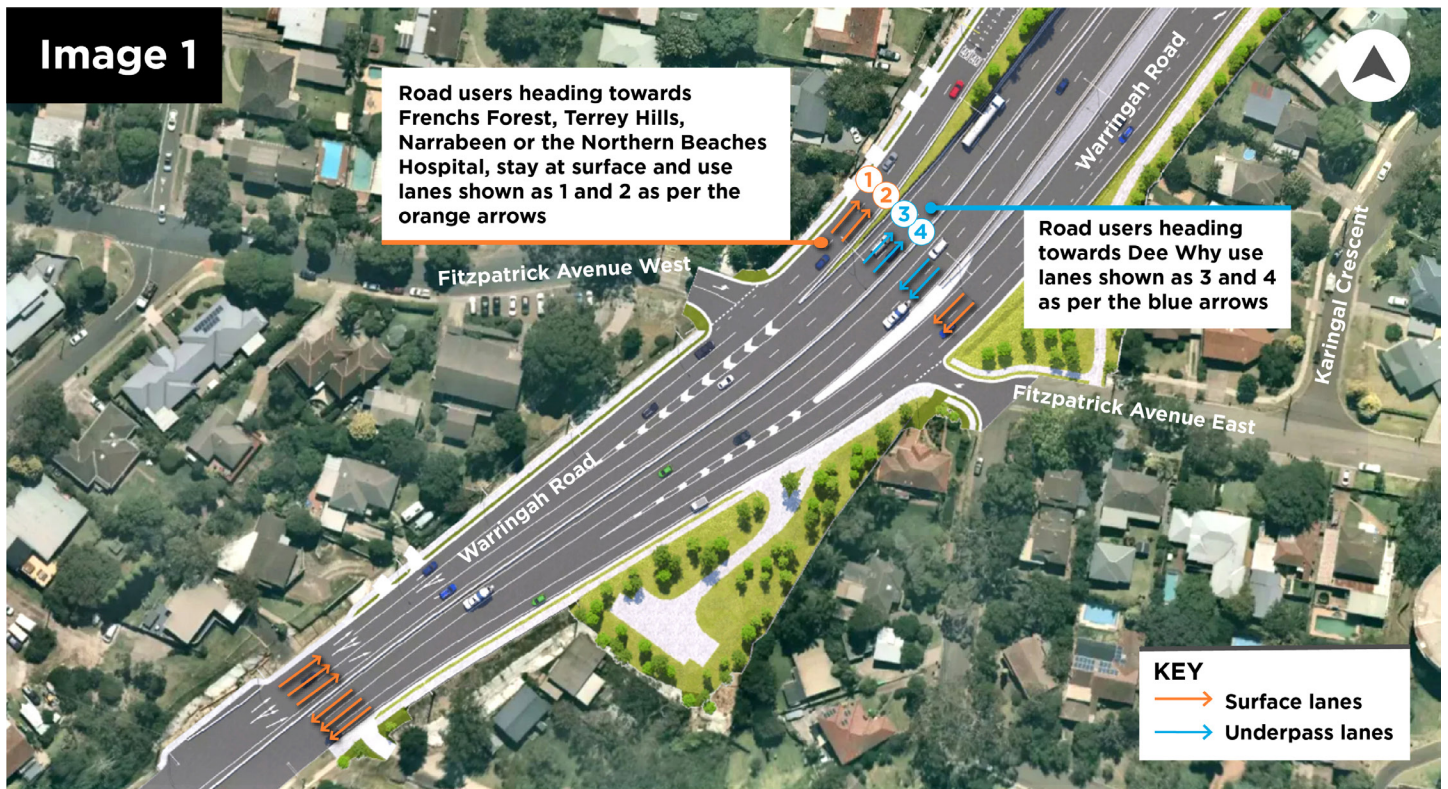 Image 1
Road users heading towards
Frenchs Forest, Terrey Hills,
Narrabeen or the Northern Beaches
Hospital, stay at surface and use
lanes shown as 1 and 2 as per the
orange arrows
Warringah Road
1
2
3
4
Road users heading
towards Dee Why use
lanes shown as 3 and 4
as per the blue arrows
Karingal Crescent
Fitzpatrick Avenue West
Fitzpatrick Avenue East
Warringah Road
KEY
Surface lanes
Underpass lanes